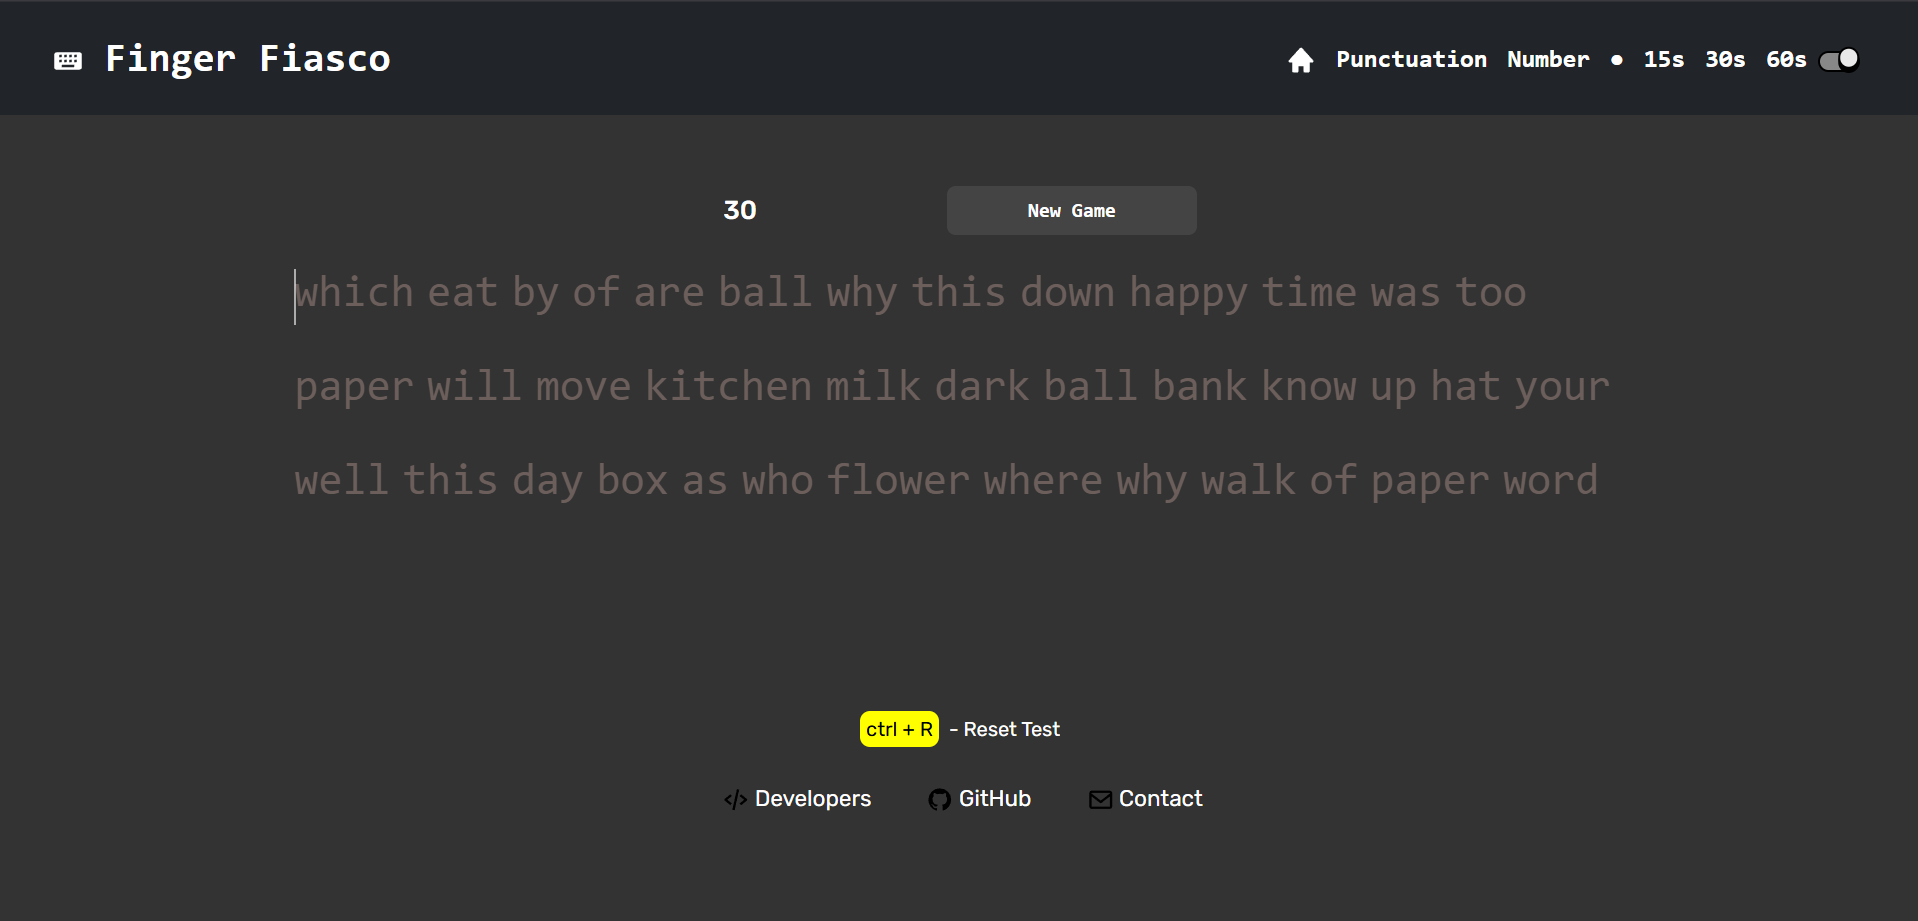 Finger Fiasco
Punctuation Number • 15s 30s 60s
30
New Game
which eat by of are ball why this down happy time was too
paper will move kitchen milk dark ball bank know up hat your
well this day box as who flower where why walk of paper word
ctrl + R - Reset Test
Developers GitHub Contact